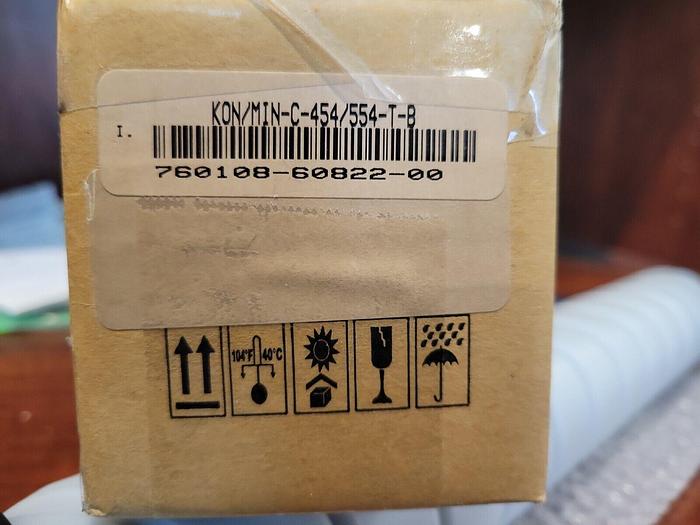 KON/MIN-C-454/554-T-B
I.
760108-60822-00
104°F 40°C